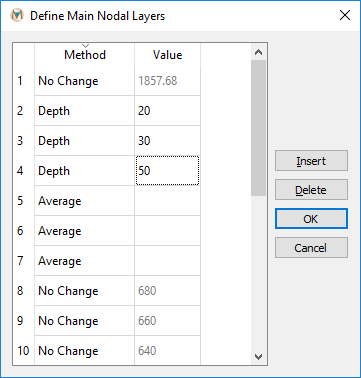 Define Main Nodal Layers
Method Value
1 No Change 1857.68
2 Depth 20
3 Depth 30
4 Depth 50
5 Average
6 Average
7 Average
8 No Change 680
9 No Change 660
10 No Change 640
Insert
Delete
OK
Cancel